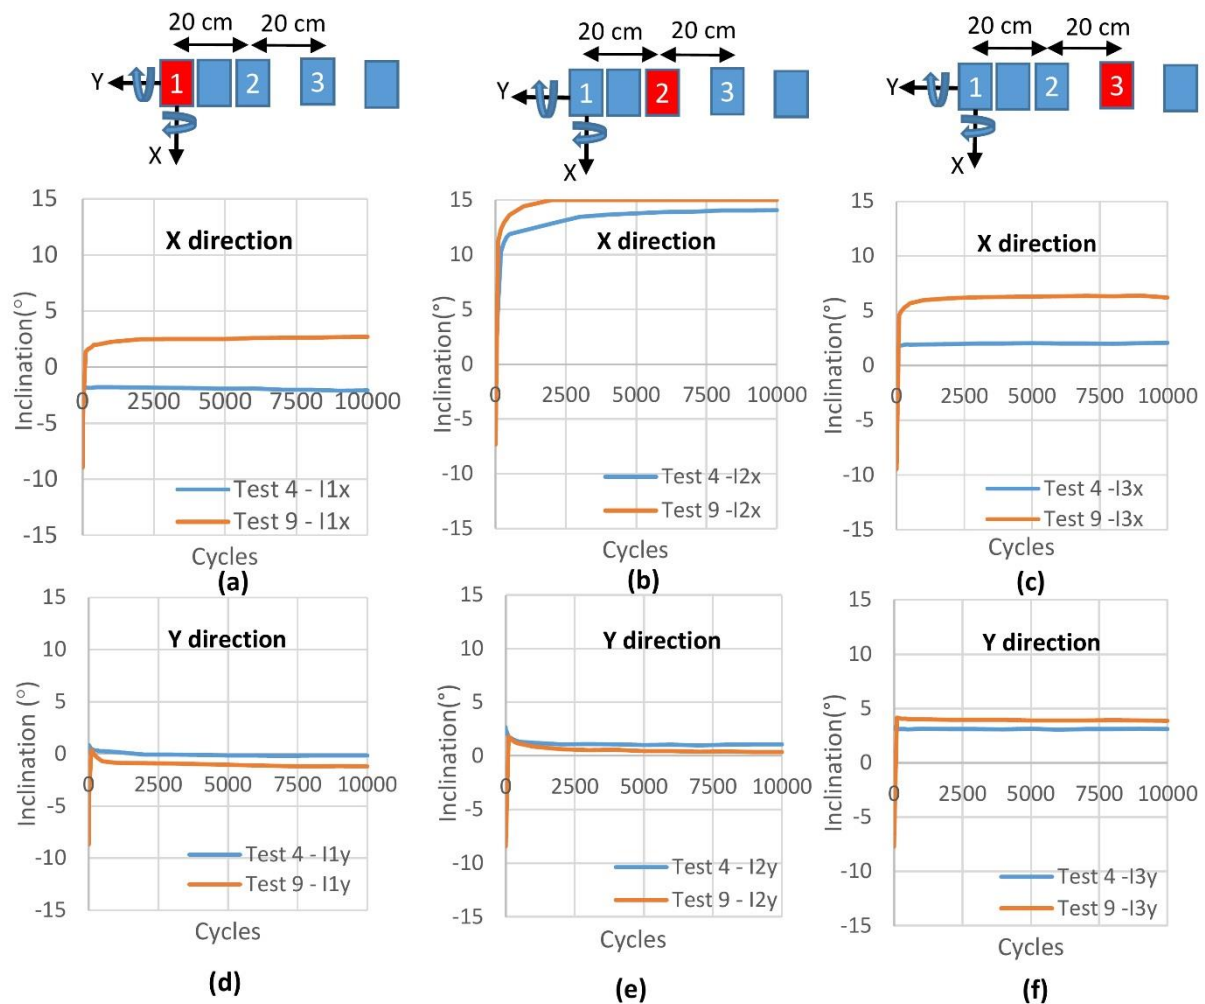 20 cm 20 cm
Y 1 2 3
X
20 cm 20 cm
Y 1 2 3
X
20 cm 20 cm
Y 1 2 3
X
15
10
5
0
-5
-10
-15
Inclination(°)
X direction
0 2500 5000 7500 10000
Test 4 - I1x
Test 9 - I1x
Cycles
(a)
15
10
5
0
-5
-10
-15
Inclination(°)
X direction
0 2500 5000 7500 10000
Test 4 -I2x
Test 9 -I2x
Cycles
(b)
15
10
5
0
-5
-10
-15
Inclination(°)
X direction
0 2500 5000 7500 10000
Test 4 -I3x
Test 9 -I3x
Cycles
(c)
15
10
5
0
-5
-10
-15
Inclination (°)
Y direction
0 2500 5000 7500 10000
Test 4 - I1y
Test 9 - I1y
Cycles
(d)
15
10
5
0
-5
-10
-15
Inclination(°)
Y direction
0 2500 5000 7500 10000
Test 4 - I2y
Test 9 - I2y
Cycles
(e)
15
10
5
0
-5
-10
-15
Inclination(°)
Y direction
0 2500 5000 7500 10000
Test 4 -I3y
Test 9 -I3y
Cycles
(f)